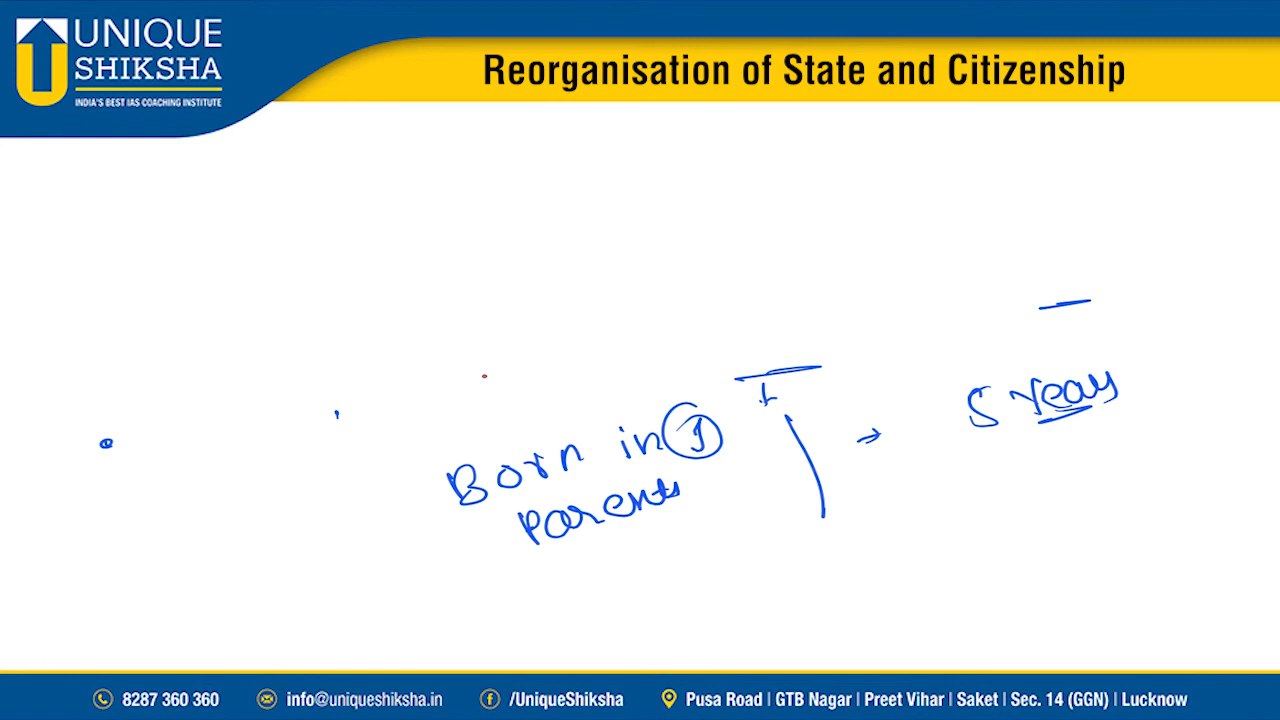 UNIQUE
SHIKSHA
INDIA'S BEST IAS COACHING INSTITUTE
Reorganisation of State and Citizenship
Born in I
Parents
5 Years
8287 360 360
info@uniqueshiksha.in
/UniqueShiksha
Pusa Road | GTB Nagar | Preet Vihar | Saket | Sec. 14 (GGN) | Lucknow